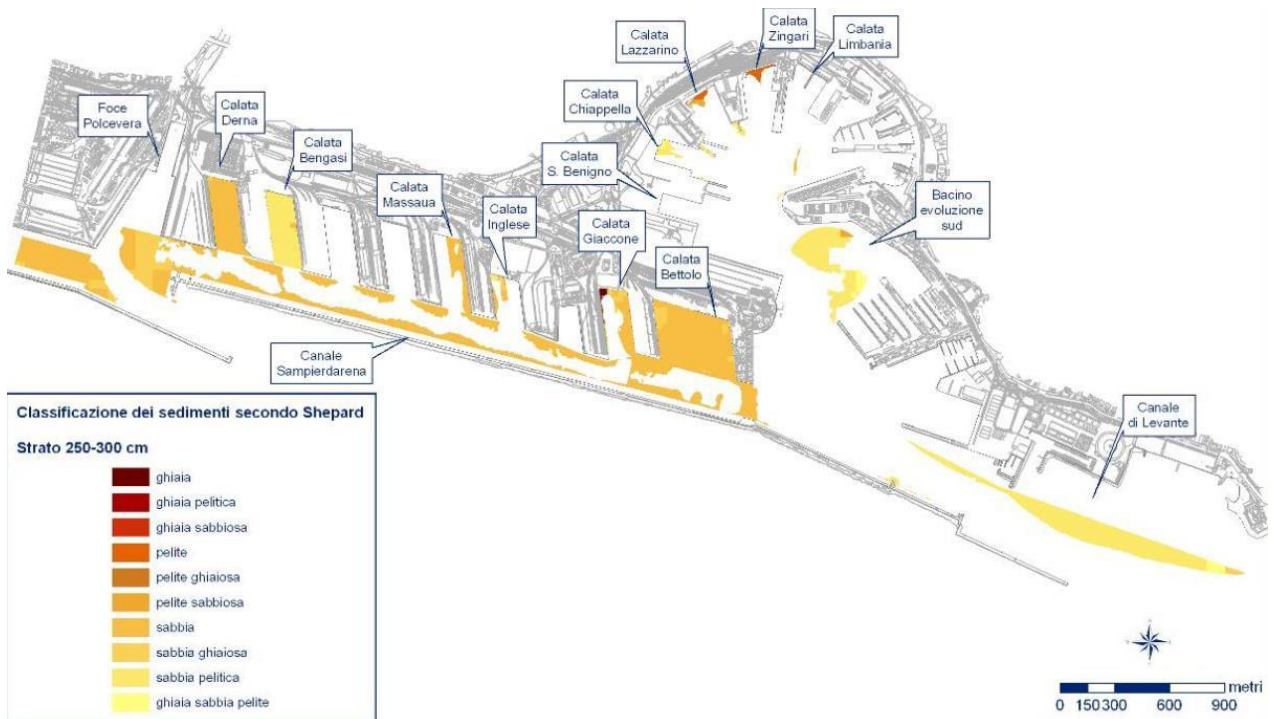 Calata
Zingari
Calata
Lazzarino
Calata
Limbania
Calata
Chiappella
Foce
Polcevera
Calata
Derna
Calata
Bengasi
Calata
S. Benigno
Calata
Massaua
Calata
Inglese
Calata
Giaccone
Calata
Bettolo
Bacino
evoluzione
sud
Canale
Sampierdarena
Canale
di Levante
Classificazione dei sedimenti secondo Shepard
Strato 250-300 cm
ghiaia
ghiaia pelitica
ghiaia sabbiosa
pelite
pelite ghiaiosa
pelite sabbiosa
sabbia
sabbia ghiaiosa
sabbia pelitica
ghiaia sabbia pelite
metri
0 150 300 600 900